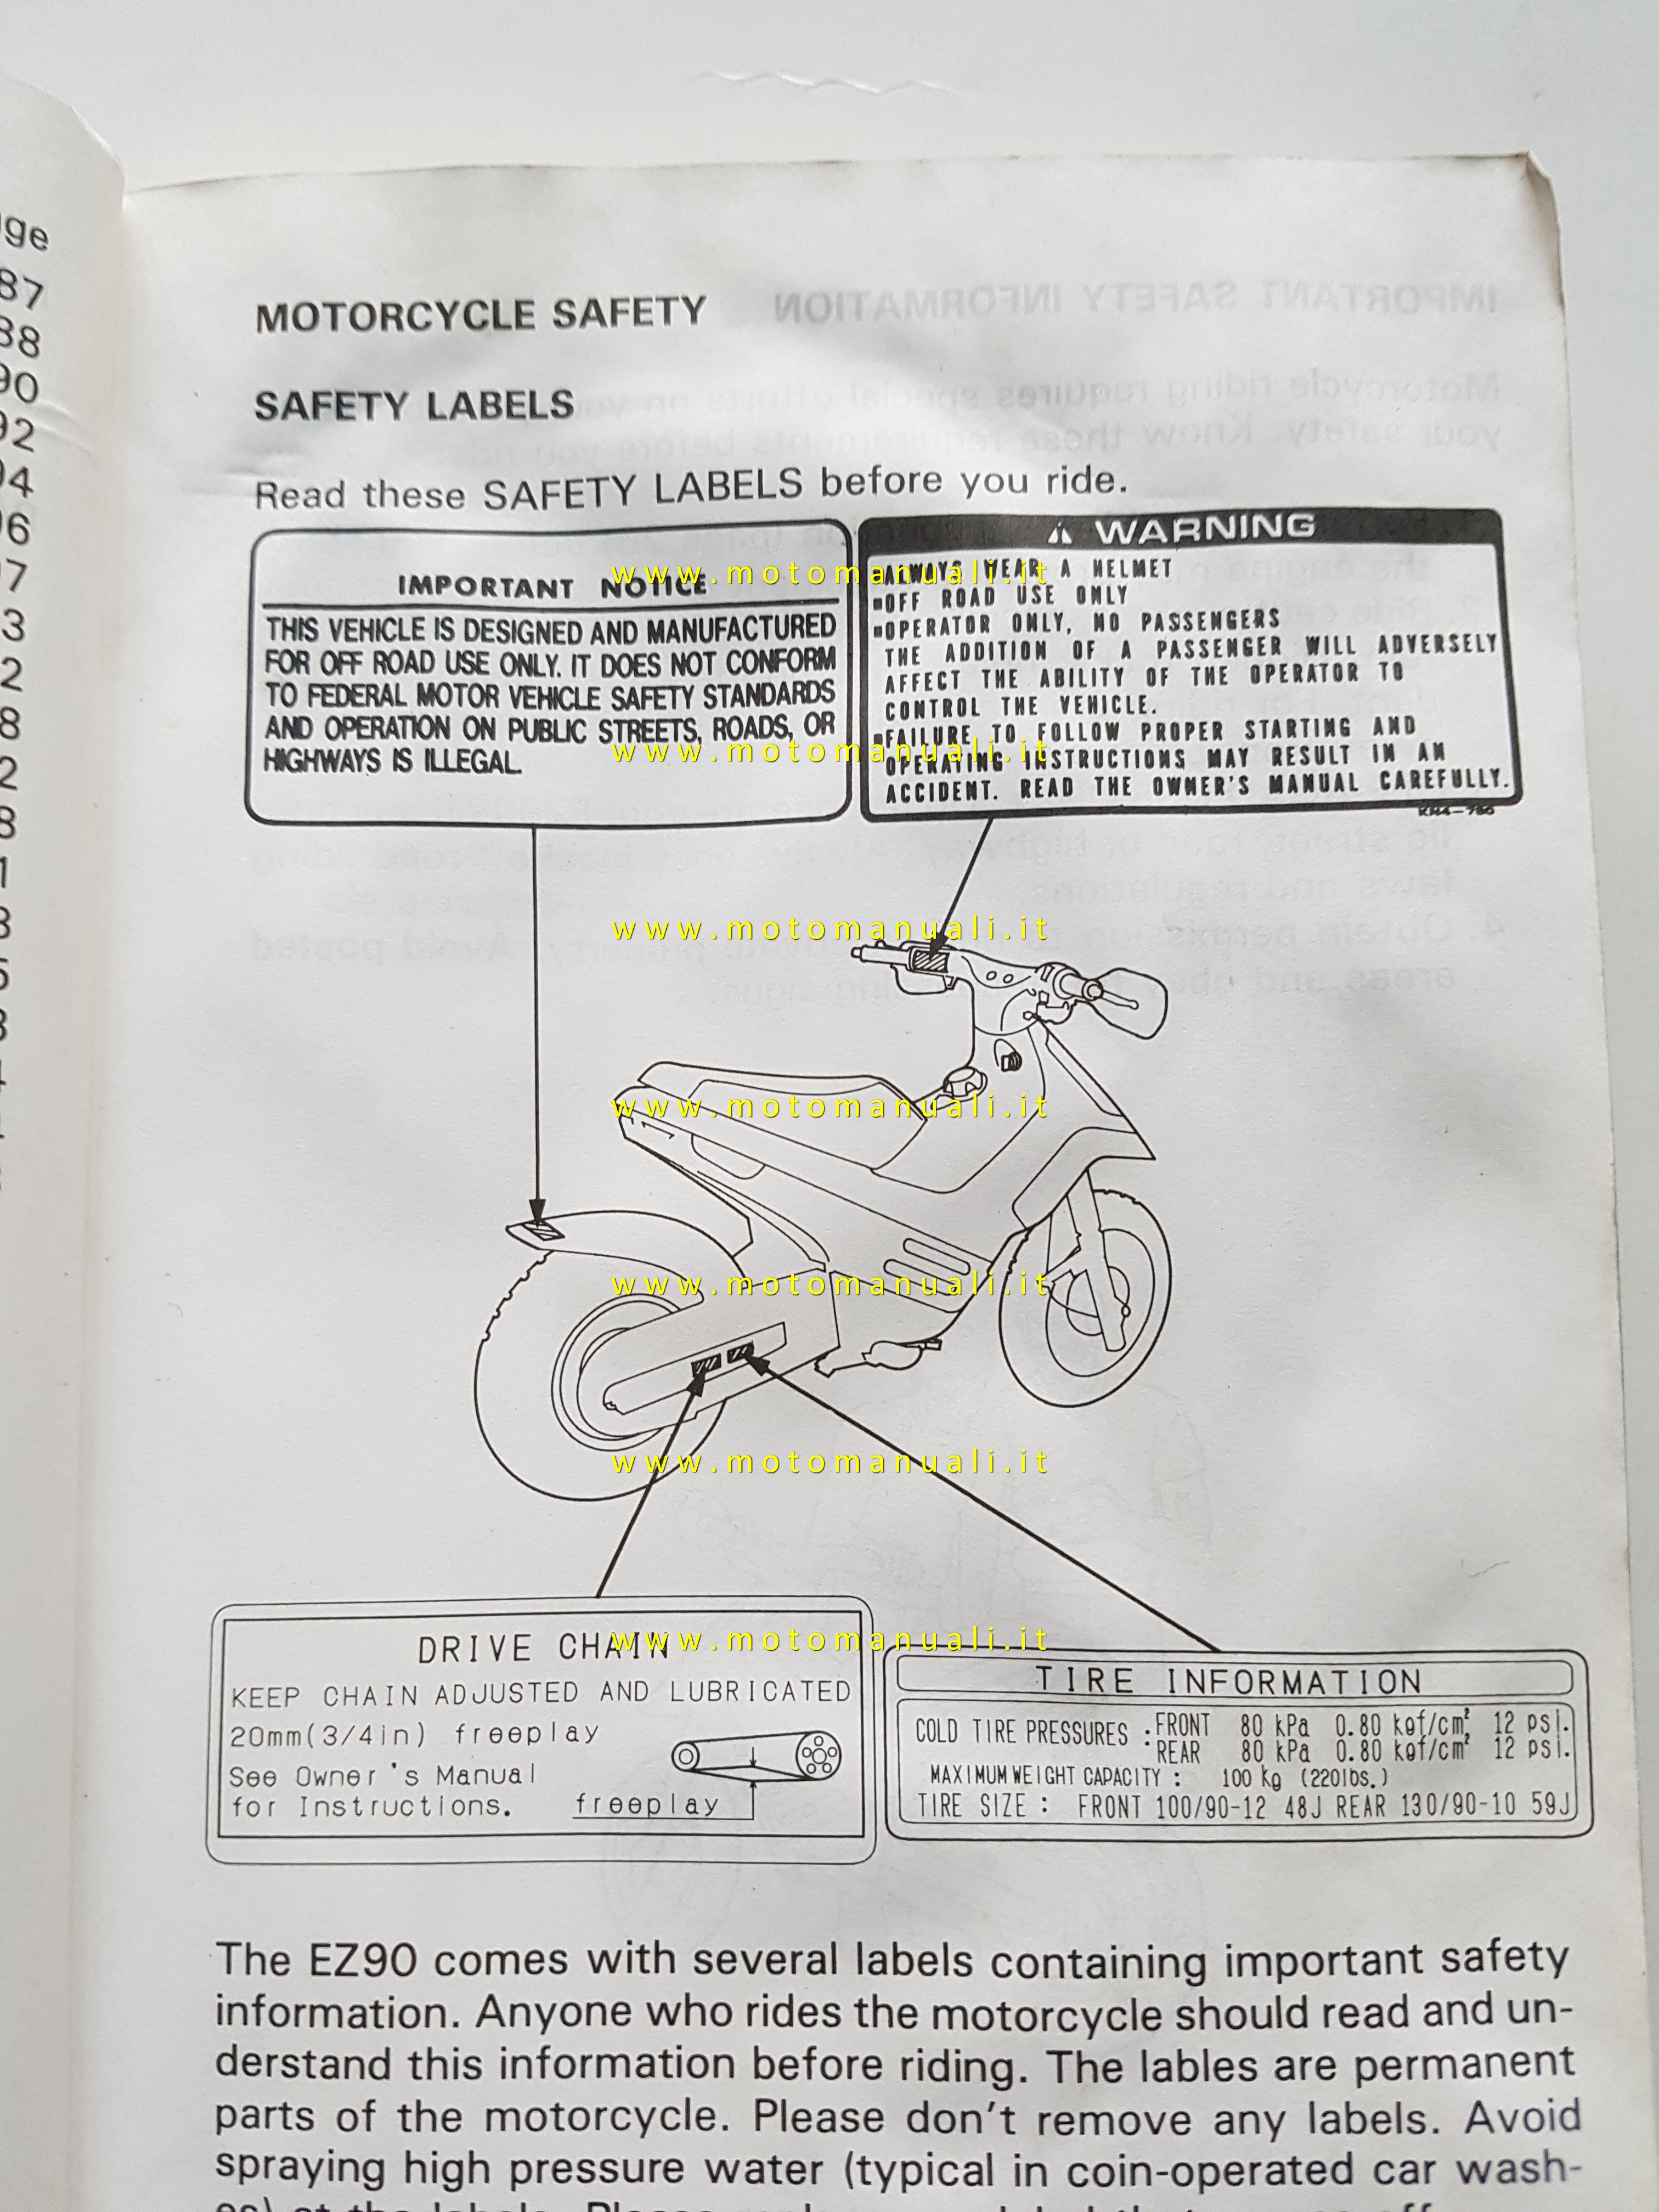 ge
87
88
90
92
94
96
97
MOTORCYCLE SAFETY
SAFETY LABELS
Read these SAFETY LABELS before you ride.
IMPORTANT NOTICE
THIS VEHICLE IS DESIGNED AND MANUFACTURED
FOR OFF ROAD USE ONLY. IT DOES NOT CONFORM
TO FEDERAL MOTOR VEHICLE SAFETY STANDARDS
AND OPERATION ON PUBLIC STREETS, ROADS, OR
HIGHWAYS IS ILLEGAL.
WARNING
■ALWAYS WEAR A HELMET
■OFF ROAD USE ONLY
■OPERATOR ONLY, NO PASSENGERS
THE ADDITION OF A PASSENGER WILL ADVERSELY
AFFECT THE ABILITY OF THE OPERATOR TO
CONTROL THE VEHICLE.
■FAILURE TO FOLLOW PROPER STARTING AND
OPERATING INSTRUCTIONS MAY RESULT IN AN
ACCIDENT. READ THE OWNER'S MANUAL CAREFULLY.
www.motomanuali.it
www.motomanuali.it
www.motomanuali.it
www.motomanuali.it
www.motomanuali.it
www.motomanuali.it
www.motomanuali.it
DRIVE CHAIN
KEEP CHAIN ADJUSTED AND LUBRICATED
20mm(3/4in) freeplay
See Owner's Manual
for Instructions.
freeplay
TIRE INFORMATION
COLD TIRE PRESSURES : FRONT 80 kPa 0.80 kgf/cm², 12 psi.
REAR 80 kPa 0.80 kgf/cm² 12 psi.
MAXIMUM WEIGHT CAPACITY : 100 kg (220lbs.)
TIRE SIZE : FRONT 100/90-12 48J REAR 130/90-10 59J
The EZ90 comes with several labels containing important safety
information. Anyone who rides the motorcycle should read and un-
derstand this information before riding. The lables are permanent
parts of the motorcycle. Please don't remove any labels. Avoid
spraying high pressure water (typical in coin-operated car wash-